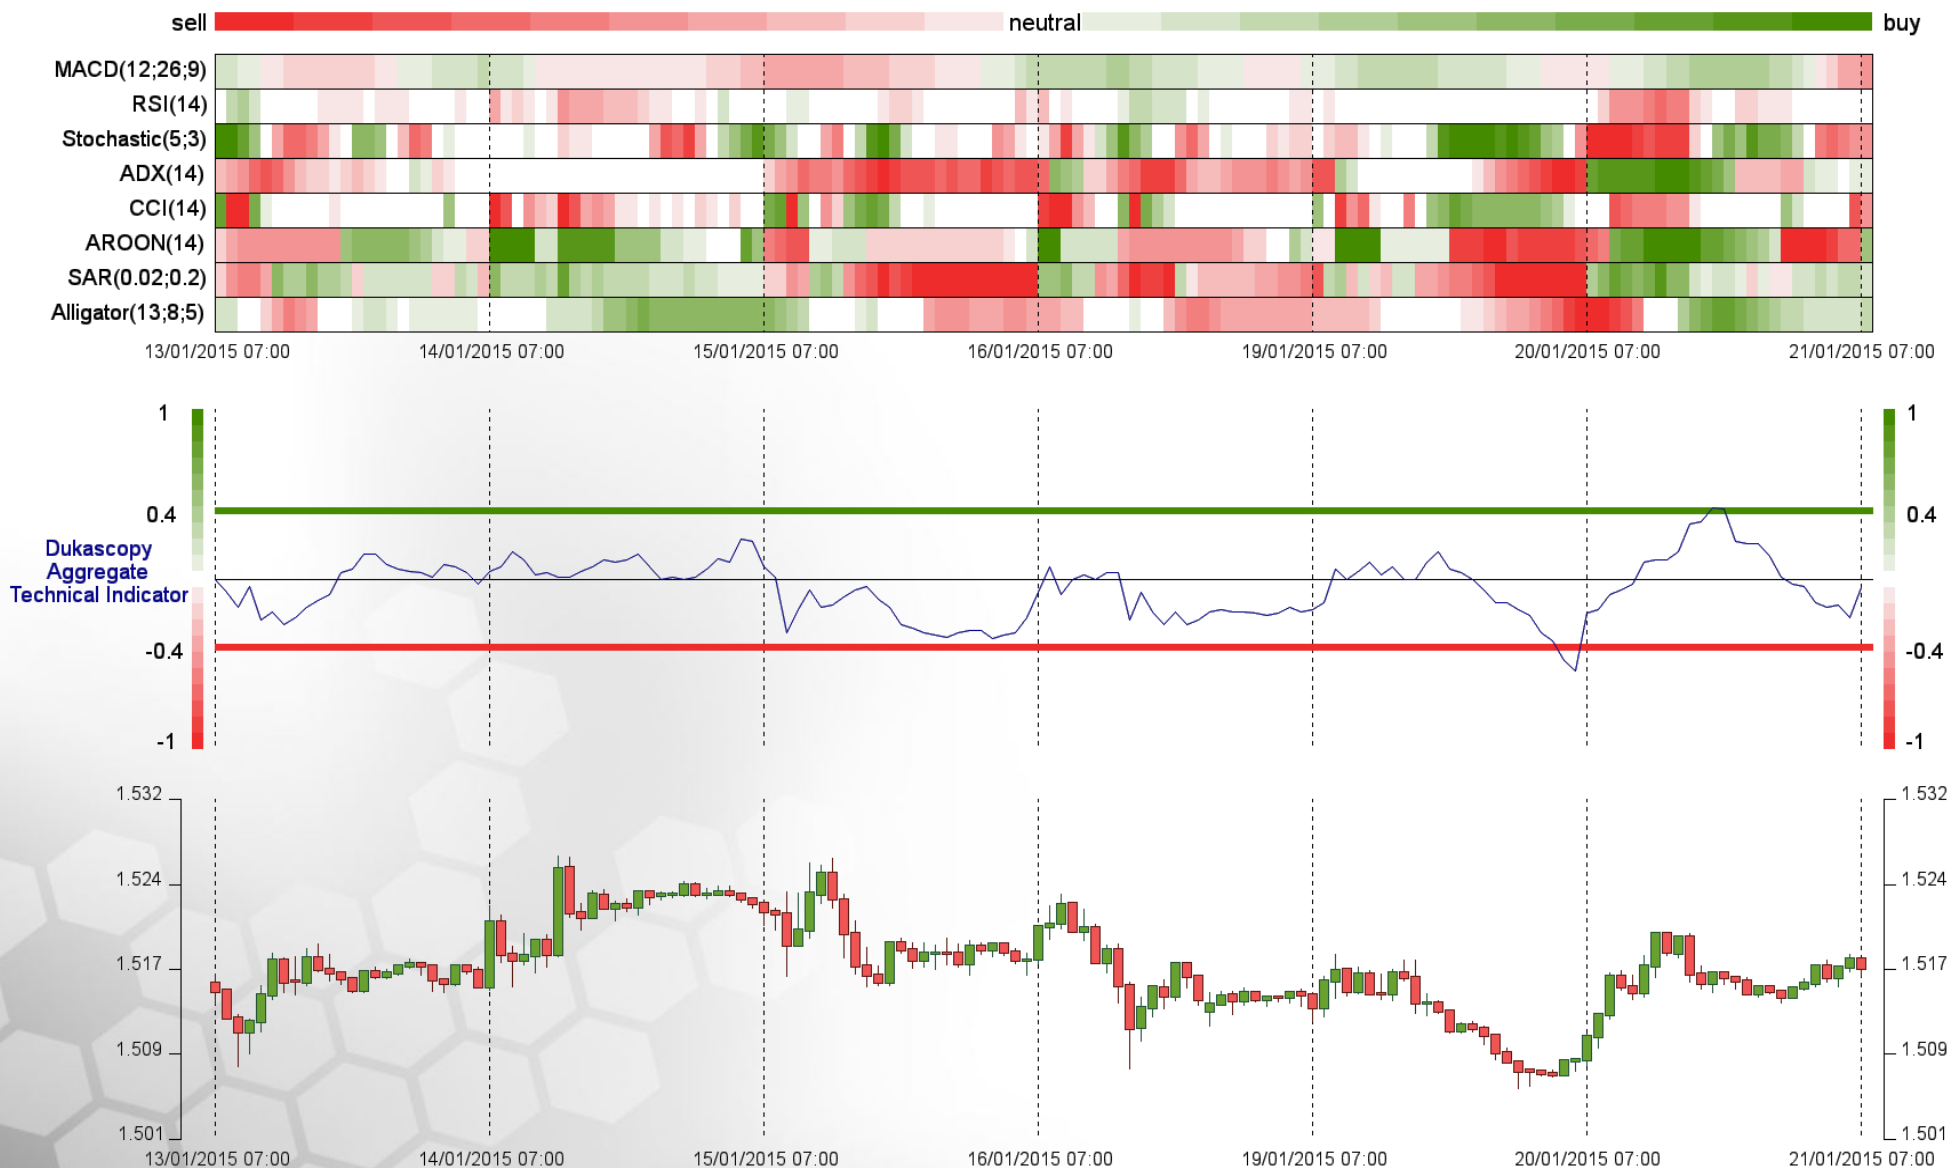 sell neutral buy
MACD(12;26;9)
RSI(14)
Stochastic(5;3)
ADX(14)
CCI(14)
AROON(14)
SAR(0.02;0.2)
Alligator(13;8;5)
13/01/2015 07:00 14/01/2015 07:00 15/01/2015 07:00 16/01/2015 07:00 19/01/2015 07:00 20/01/2015 07:00 21/01/2015 07:00
1 1
0.4 0.4
Dukascopy
Aggregate
Technical Indicator
-0.4 -0.4
-1 -1
1.532 1.532
1.524 1.524
1.517 1.517
1.509 1.509
1.501 1.501
13/01/2015 07:00 14/01/2015 07:00 15/01/2015 07:00 16/01/2015 07:00 19/01/2015 07:00 20/01/2015 07:00 21/01/2015 07:00